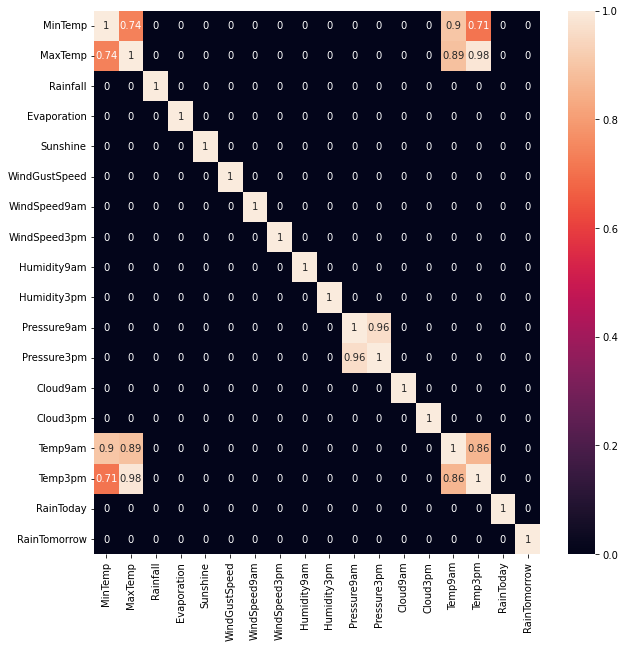 MinTemp 1 0.74 0 0 0 0 0 0 0 0 0 0 0 0 0.9 0.71 0 0
MaxTemp 0.74 1 0 0 0 0 0 0 0 0 0 0 0 0 0.89 0.98 0 0
Rainfall 0 0 1 0 0 0 0 0 0 0 0 0 0 0 0 0 0 0
Evaporation 0 0 0 1 0 0 0 0 0 0 0 0 0 0 0 0 0 0
Sunshine 0 0 0 0 1 0 0 0 0 0 0 0 0 0 0 0 0 0
WindGustSpeed 0 0 0 0 0 1 0 0 0 0 0 0 0 0 0 0 0 0
WindSpeed9am 0 0 0 0 0 0 1 0 0 0 0 0 0 0 0 0 0 0
WindSpeed3pm 0 0 0 0 0 0 0 1 0 0 0 0 0 0 0 0 0 0
Humidity9am 0 0 0 0 0 0 0 0 1 0 0 0 0 0 0 0 0 0
Humidity3pm 0 0 0 0 0 0 0 0 0 1 0 0 0 0 0 0 0 0
Pressure9am 0 0 0 0 0 0 0 0 0 0 1 0.96 0 0 0 0 0 0
Pressure3pm 0 0 0 0 0 0 0 0 0 0 0.96 1 0 0 0 0 0 0
Cloud9am 0 0 0 0 0 0 0 0 0 0 0 0 1 0 0 0 0 0
Cloud3pm 0 0 0 0 0 0 0 0 0 0 0 0 0 1 0 0 0 0
Temp9am 0.9 0.89 0 0 0 0 0 0 0 0 0 0 0 0 1 0.86 0 0
Temp3pm 0.71 0.98 0 0 0 0 0 0 0 0 0 0 0 0 0.86 1 0 0
RainToday 0 0 0 0 0 0 0 0 0 0 0 0 0 0 0 0 1 0
RainTomorrow 0 0 0 0 0 0 0 0 0 0 0 0 0 0 0 0 0 1
MinTemp
MaxTemp
Rainfall
Evaporation
Sunshine
WindGustSpeed
WindSpeed9am
WindSpeed3pm
Humidity9am
Humidity3pm
Pressure9am
Pressure3pm
Cloud9am
Cloud3pm
Temp9am
Temp3pm
RainToday
RainTomorrow
1.0
0.8
0.6
0.4
0.2
0.0